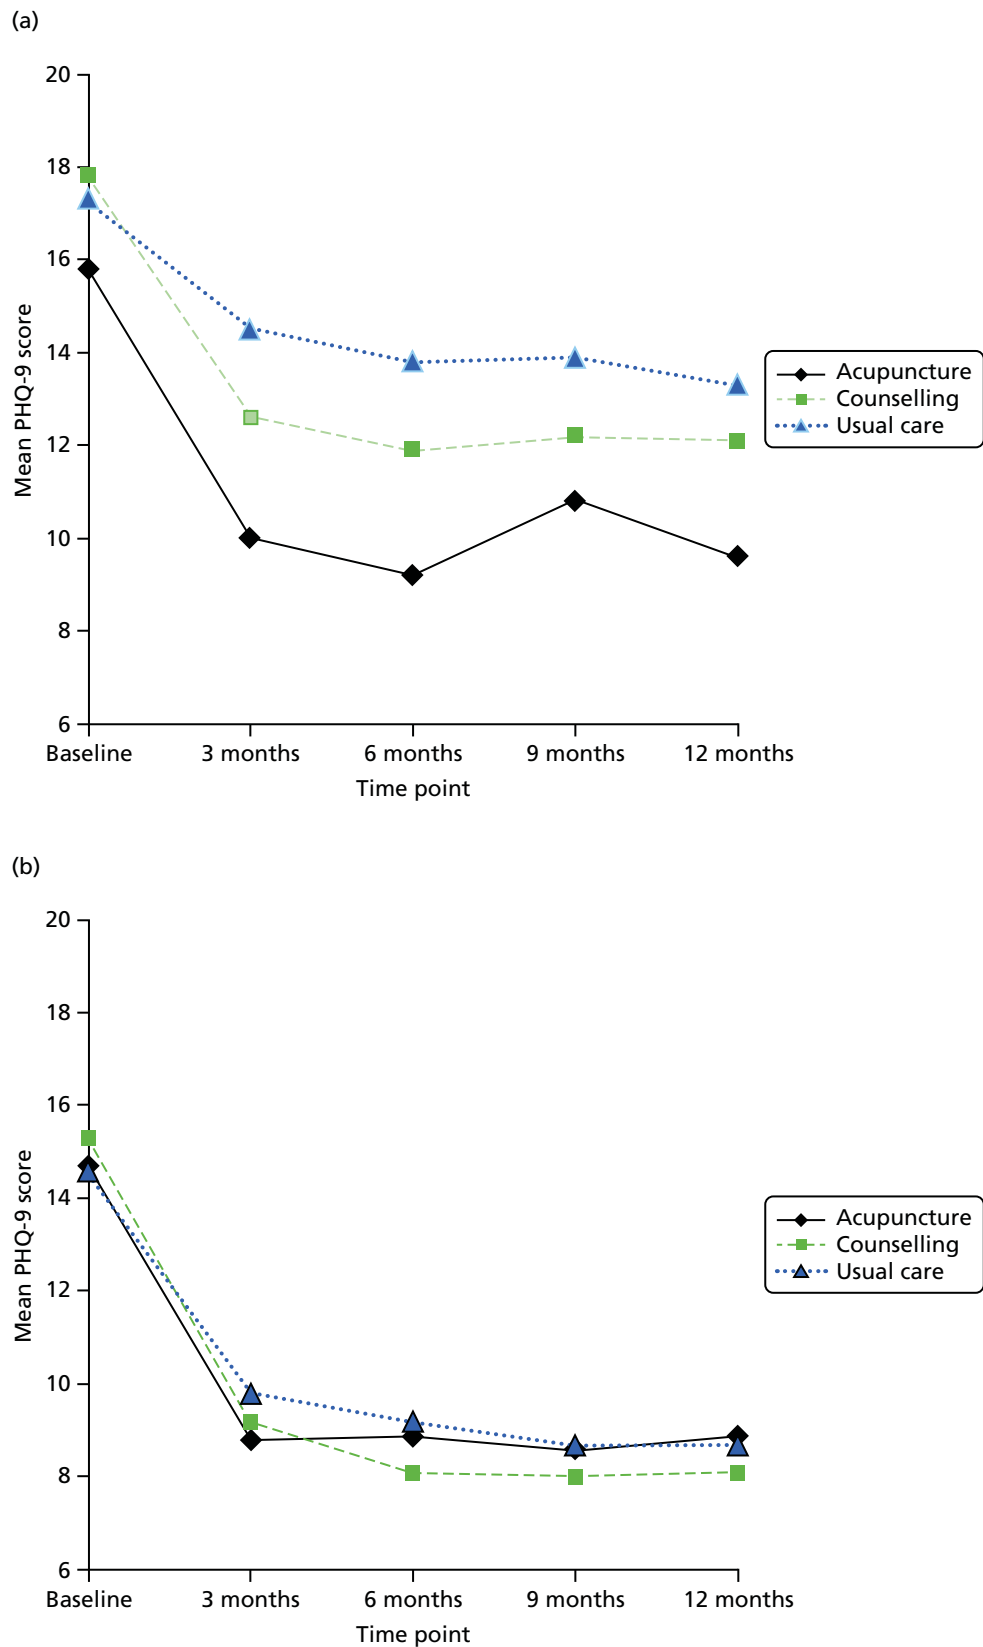 (a)
20
18
16
14
12
10
8
6
Mean PHQ-9 score
Baseline
3 months
6 months
9 months
12 months
Time point
Acupuncture
Counselling
Usual care
(b)
20
18
16
14
12
10
8
6
Mean PHQ-9 score
Baseline
3 months
6 months
9 months
12 months
Time point
Acupuncture
Counselling
Usual care